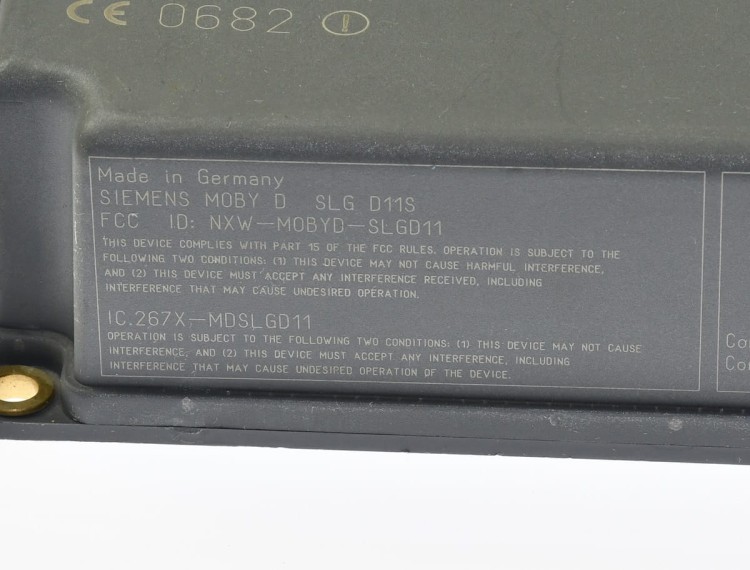 CE 0682
Made in Germany
SIEMENS MOBY D SLG D11S
FCC ID: NXW-MOBYD-SLGD11
THIS DEVICE COMPLIES WITH PART 15 OF THE FCC RULES. OPERATION IS SUBJECT TO THE
FOLLOWING TWO CONDITIONS: (1) THIS DEVICE MAY NOT CAUSE HARMFUL INTERFERENCE,
AND (2) THIS DEVICE MUST ACCEPT ANY INTERFERENCE RECEIVED, INCLUDING
INTERFERENCE THAT MAY CAUSE UNDESIRED OPERATION.
IC.267X-MDSLGD11
OPERATION IS SUBJECT TO THE FOLLOWING TWO CONDITIONS: (1) THIS DEVICE MAY NOT CAUSE
INTERFERENCE, AND (2) THIS DEVICE MUST ACCEPT ANY INTERFERENCE, INCLUDING
INTERFERENCE THAT MAY CAUSE UNDESIPED OPERATION OF THE DEVICE.